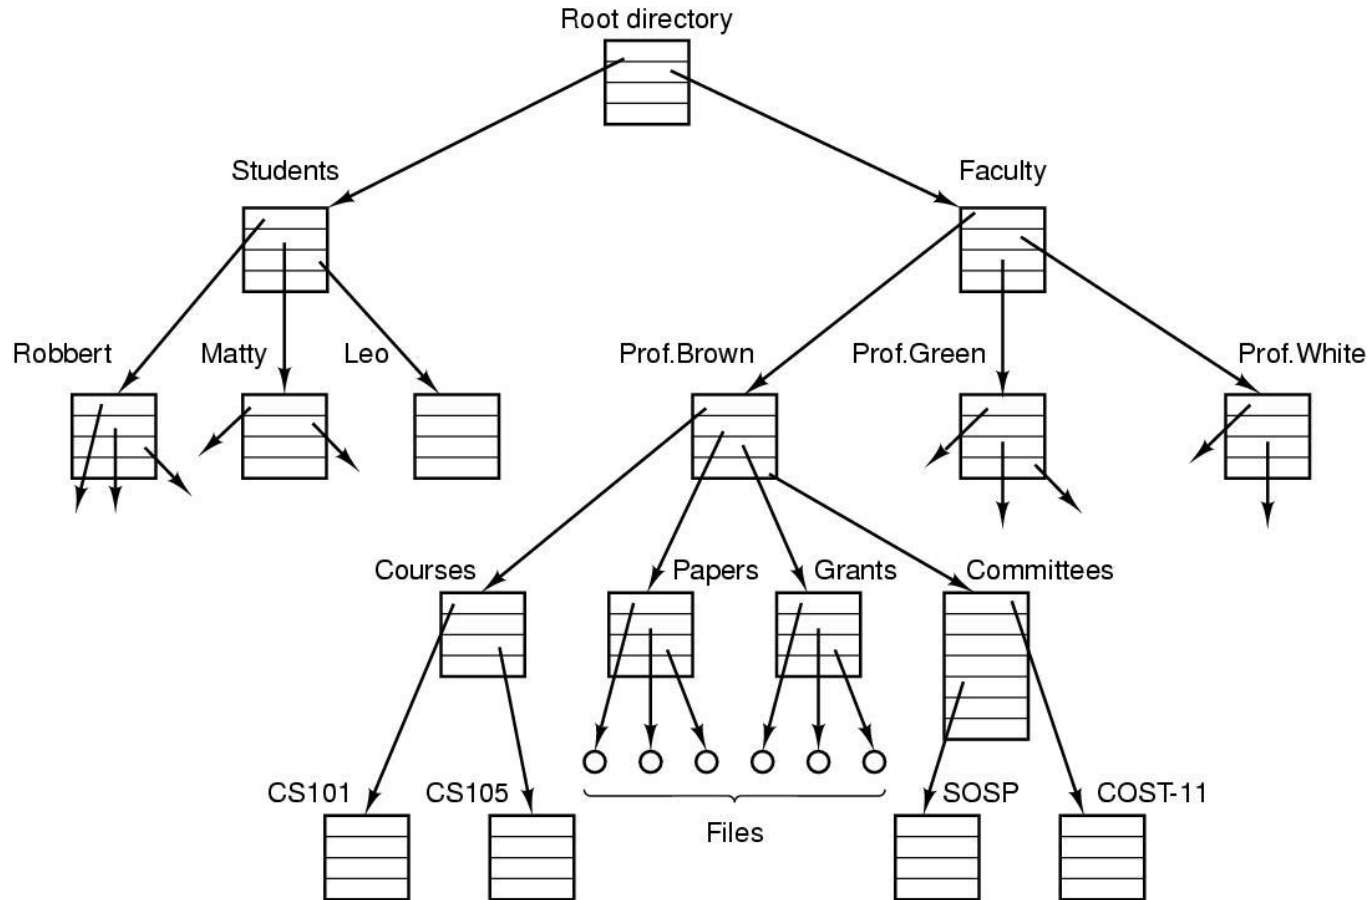 Root directory
Students
Faculty
Robbert
Matty
Leo
Prof.Brown
Prof.Green
Prof.White
Courses
Papers
Grants
Committees
CS101
CS105
SOSP
COST-11
Files